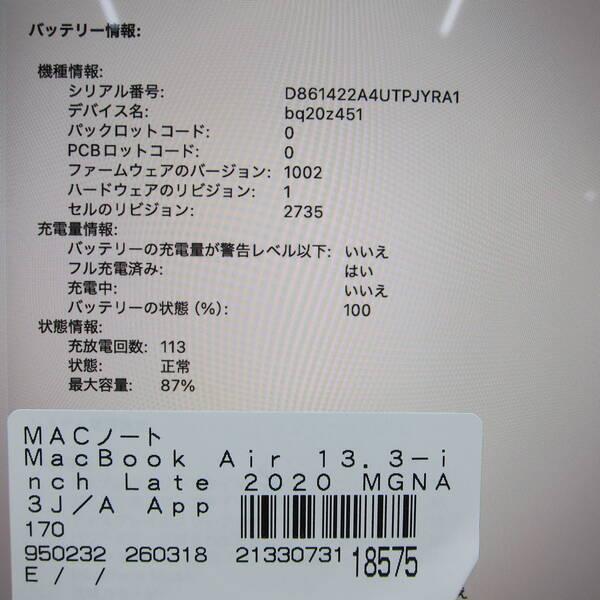 バッテリー情報:
機種情報:
シリアル番号: D861422A4UTPJYRA1
デバイス名: bq20z451
パックロットコード: 0
PCBロットコード: 0
ファームウェアのバージョン: 1002
ハードウェアのリビジョン: 1
セルのリビジョン: 2735
充電量情報:
バッテリーの充電量が警告レベル以下: いいえ
フル充電済み: はい
充電中: いいえ
バッテリーの状態 (%): 100
状態情報:
充放電回数: 113
状態: 正常
最大容量: 87%
MACノート
MacBook Air 13.3-i
nch Late 2020 MGNA
3J/A App
170
950232 260318 21330731 18575
E / /
え